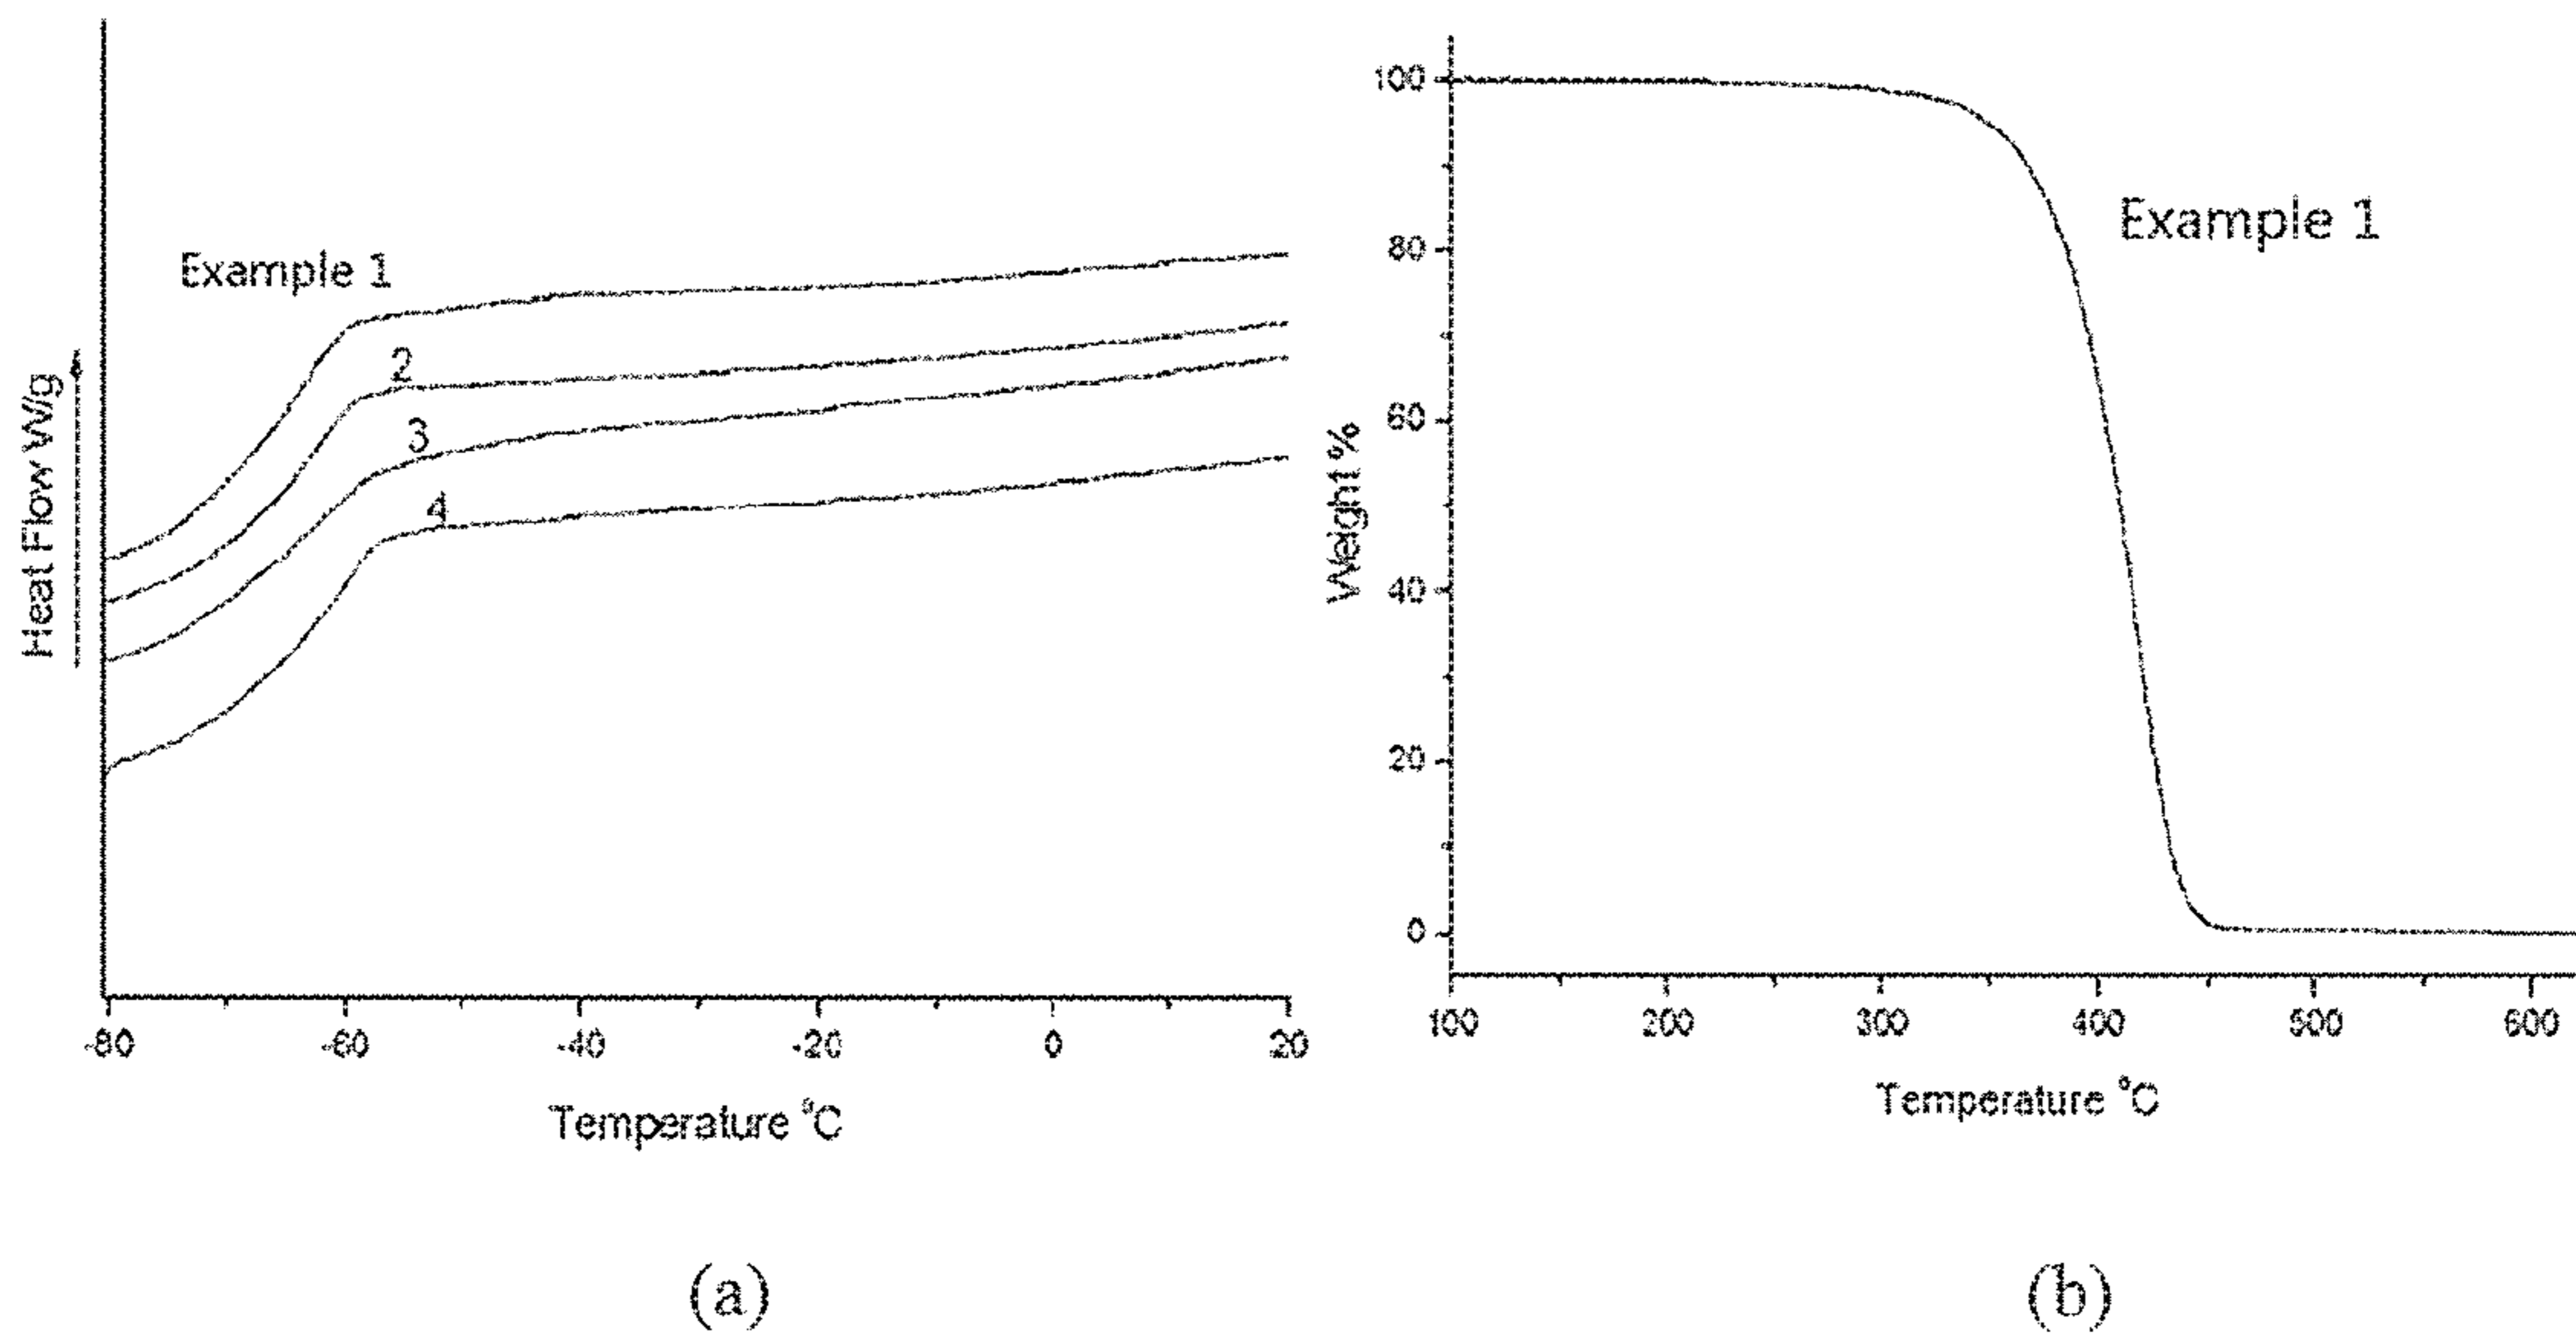 Example 1
2
3
4
Heat Flow W/g
-80 -60 -40 -20 0 20
Temperature °C
(a)
100
80
60
40
20
0
Weight %
Example 1
100 200 300 400 500 600
Temperature °C
(b)